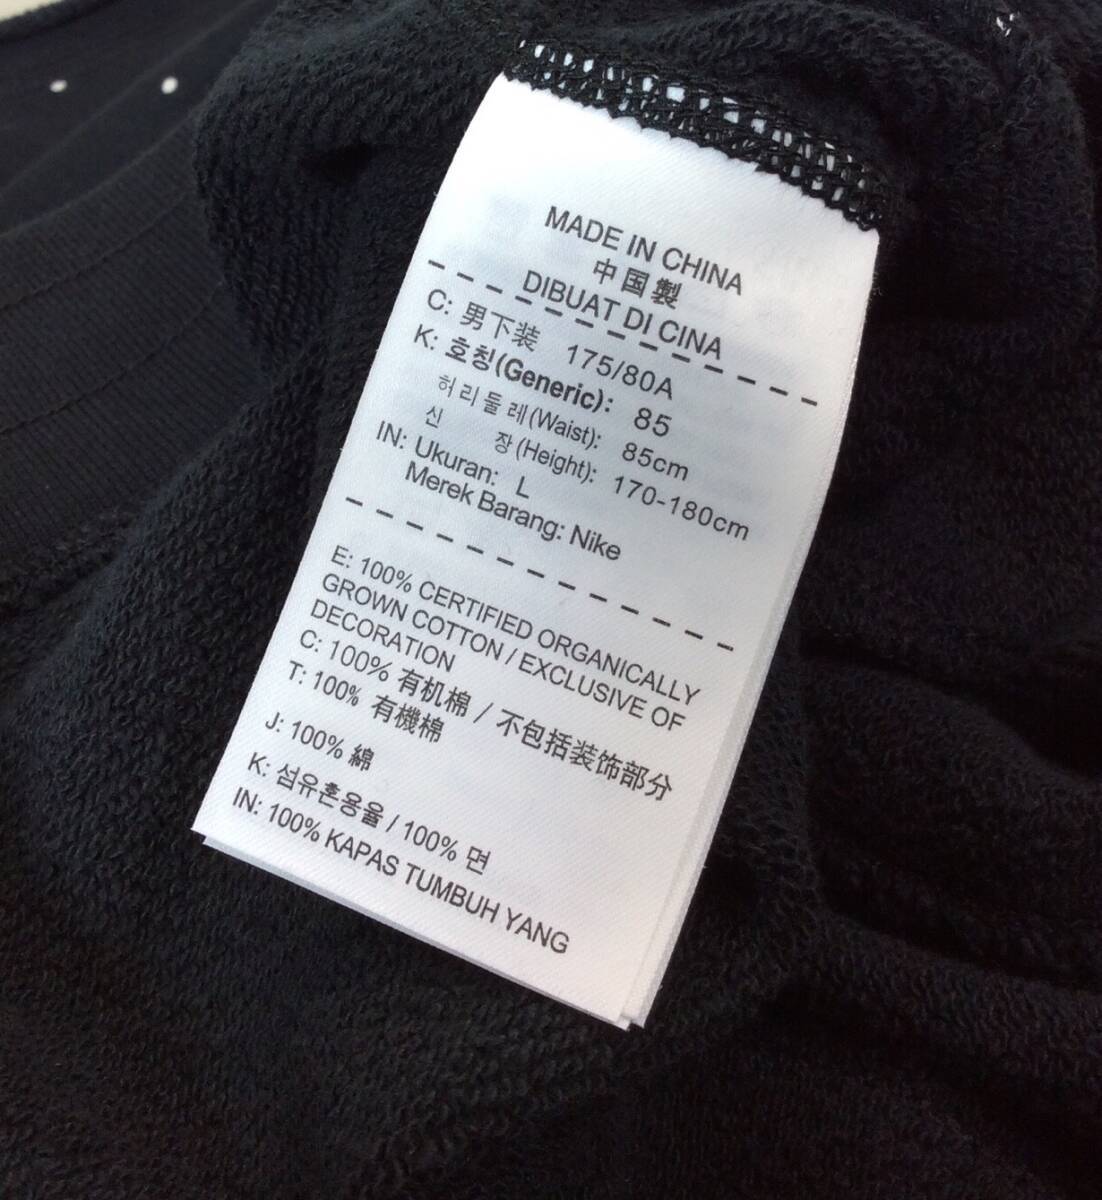 MADE IN CHINA
中国製
DIBUAT DI CINA
C: 男下装 175/80A
K: 호칭(Generic): 85
허리둘레(Waist): 85cm
신 장(Height): 170-180cm
IN: Ukuran: L
Merek Barang: Nike
E: 100% CERTIFIED ORGANICALLY
GROWN COTTON / EXCLUSIVE OF
DECORATION
C: 100% 有机棉 / 不包括装饰部分
T: 100% 有機棉
J: 100% 綿
K: 섬유혼용율 / 100% 면
IN: 100% KAPAS TUMBUH YANG